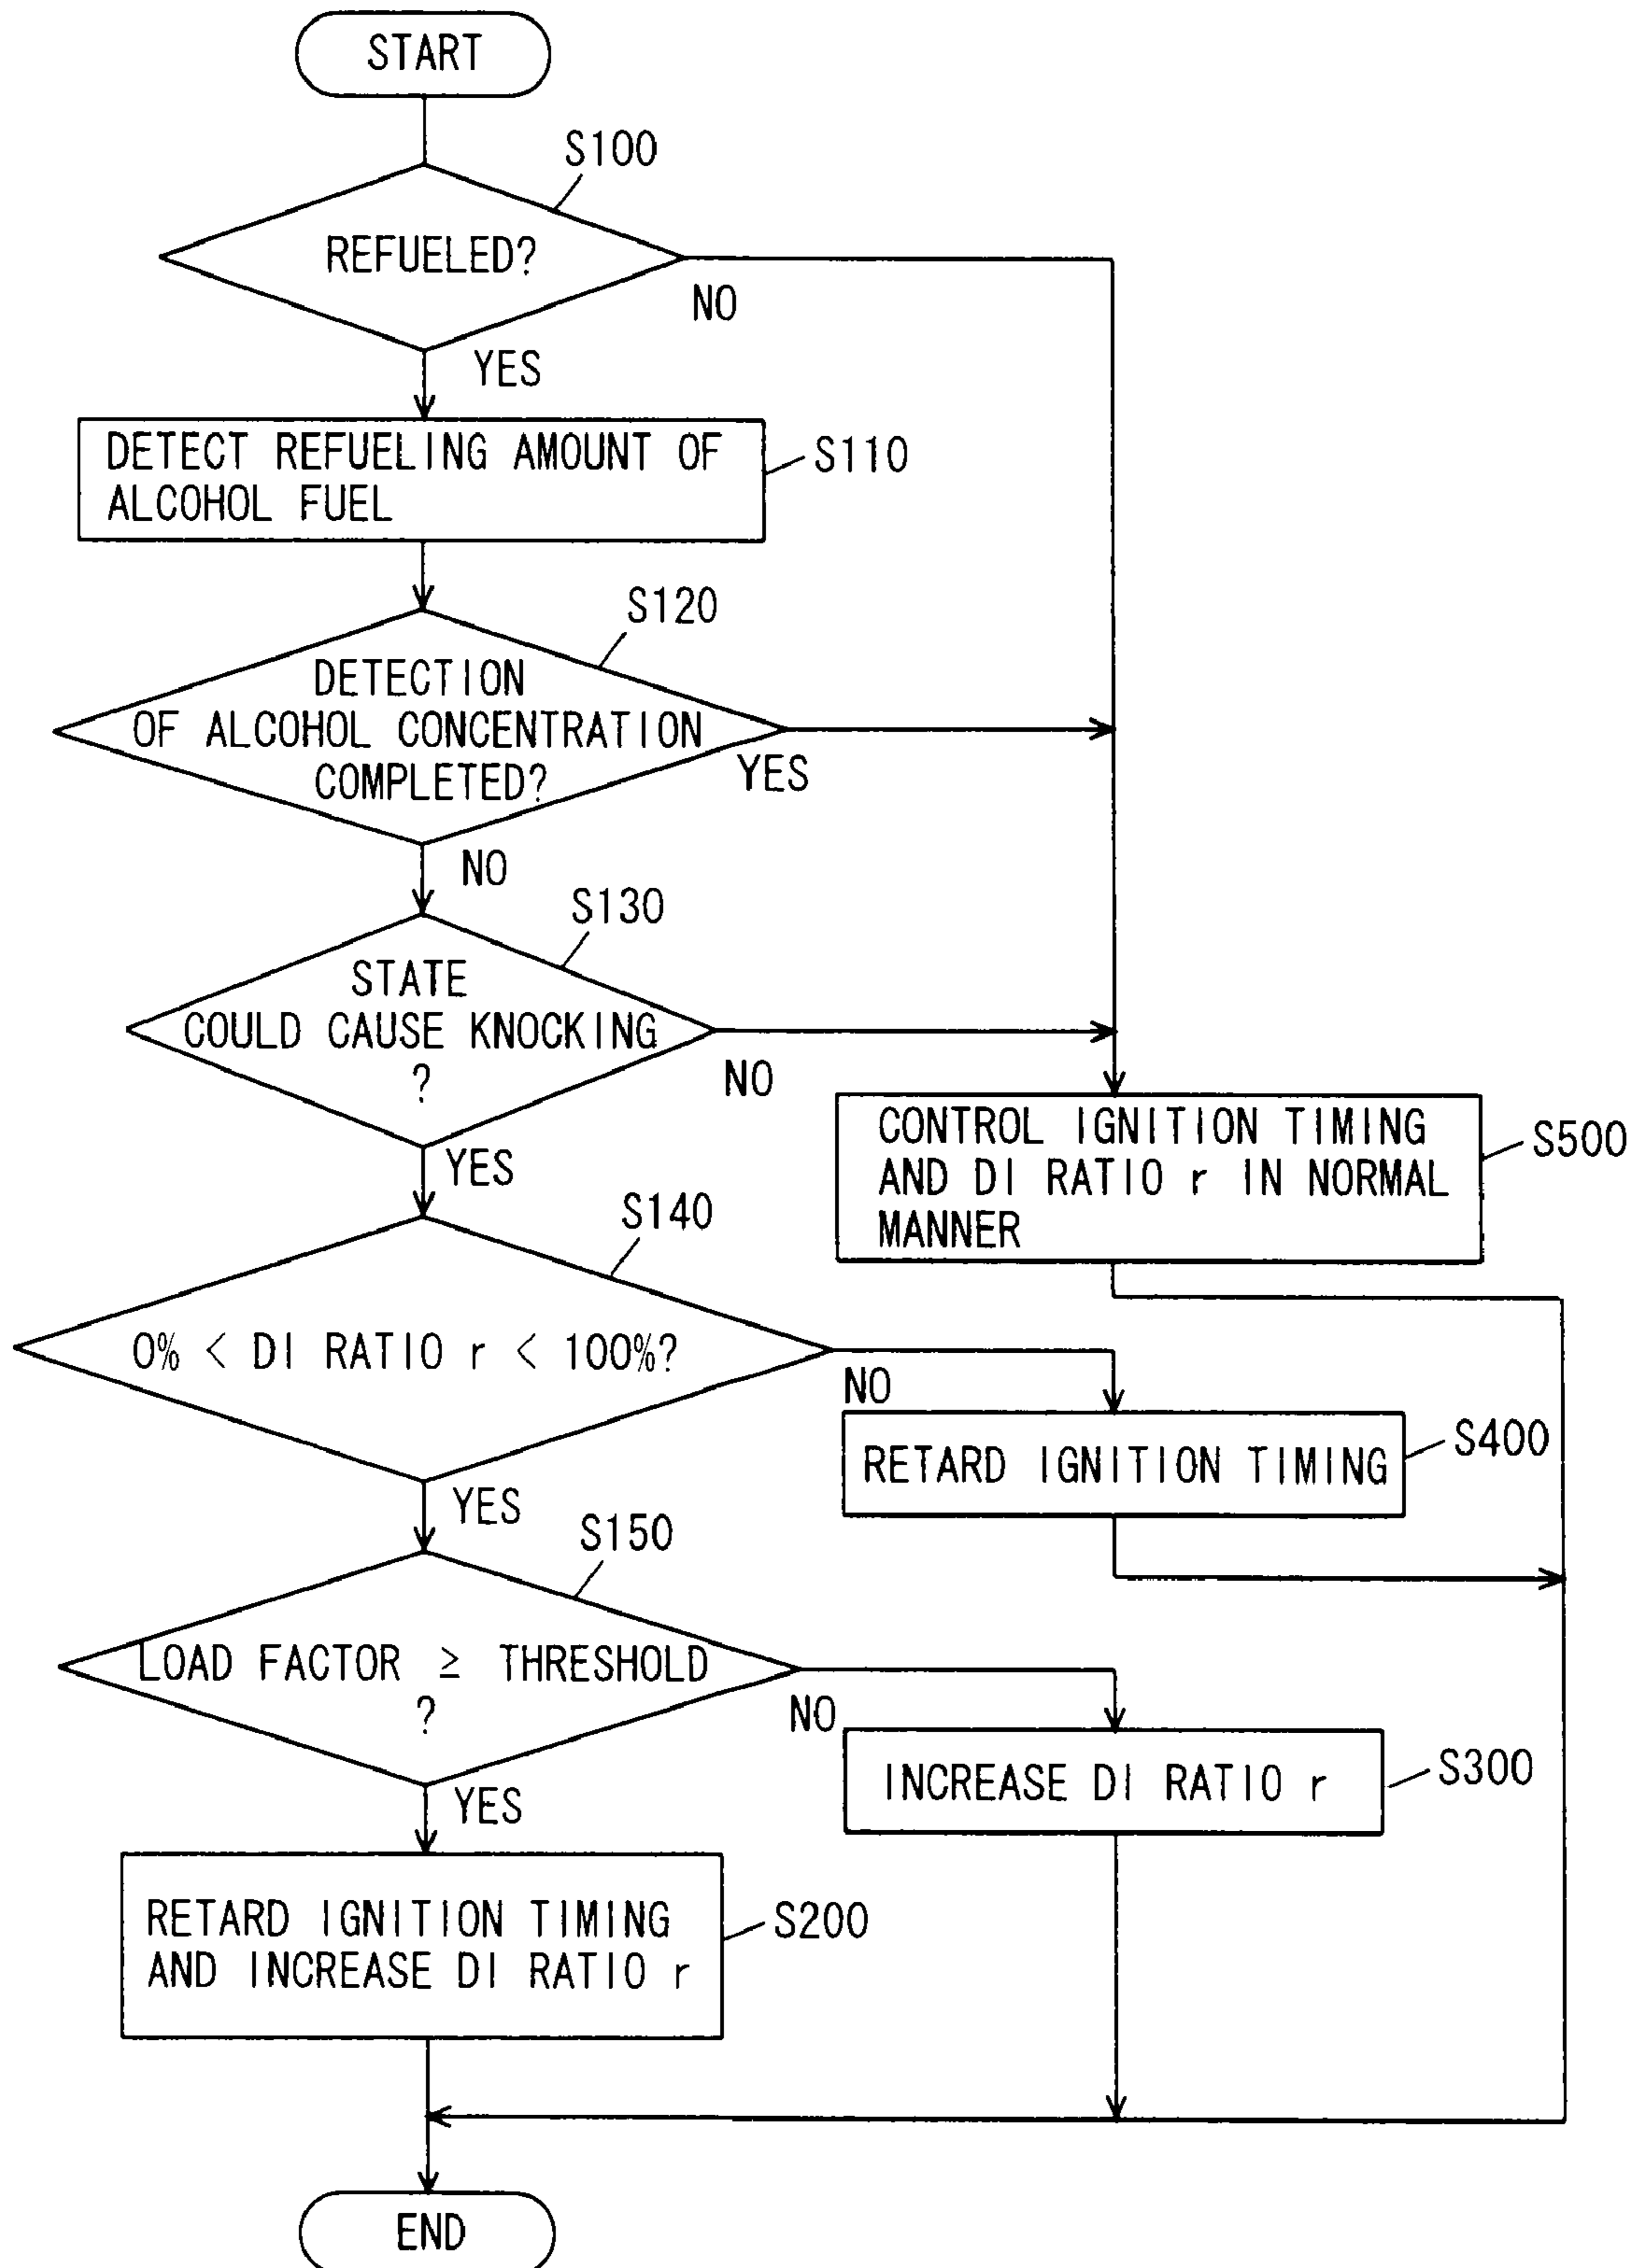 START
S100
REFUELED?
NO
YES
DETECT REFUELING AMOUNT OF
ALCOHOL FUEL
S110
S120
DETECTION
OF ALCOHOL CONCENTRATION
COMPLETED?
YES
NO
S130
STATE
COULD CAUSE KNOCKING
?
NO
YES
CONTROL IGNITION TIMING
AND DI RATIO r IN NORMAL
MANNER
S500
S140
0% < DI RATIO r < 100%?
NO
YES
RETARD IGNITION TIMING
S400
S150
LOAD FACTOR ≥ THRESHOLD
?
NO
YES
INCREASE DI RATIO r
S300
RETARD IGNITION TIMING
AND INCREASE DI RATIO r
S200
END